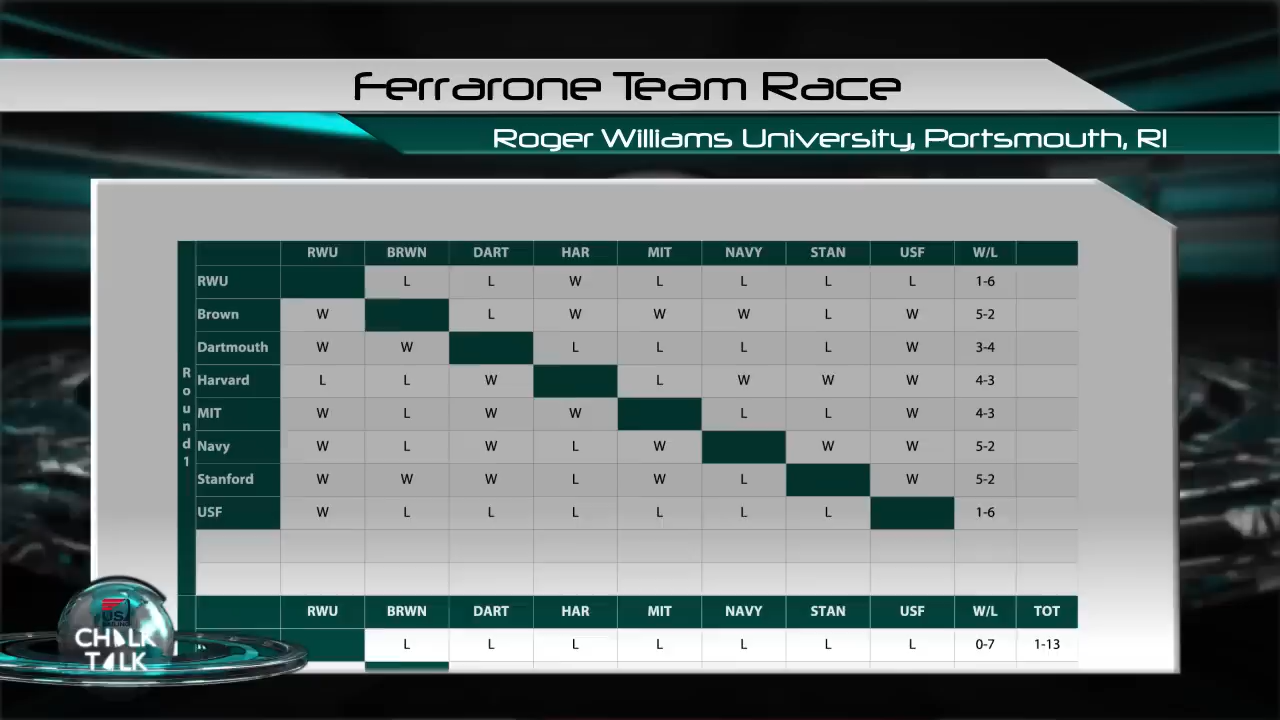 Ferrarone Team Race
Roger Williams University, Portsmouth, RI
Round 1
RWU BRWN DART HAR MIT NAVY STAN USF W/L
RWU L L W L L L L 1-6
Brown W L W W W L W 5-2
Dartmouth W W L L L L W 3-4
Harvard L L W L W W W 4-3
MIT W L W W L L W 4-3
Navy W L W L W W W 5-2
Stanford W W W L W L W 5-2
USF W L L L L L L 1-6
RWU BRWN DART HAR MIT NAVY STAN USF W/L TOT
L L L L L L L 0-7 1-13
US
SAILING
CHALK
TALK